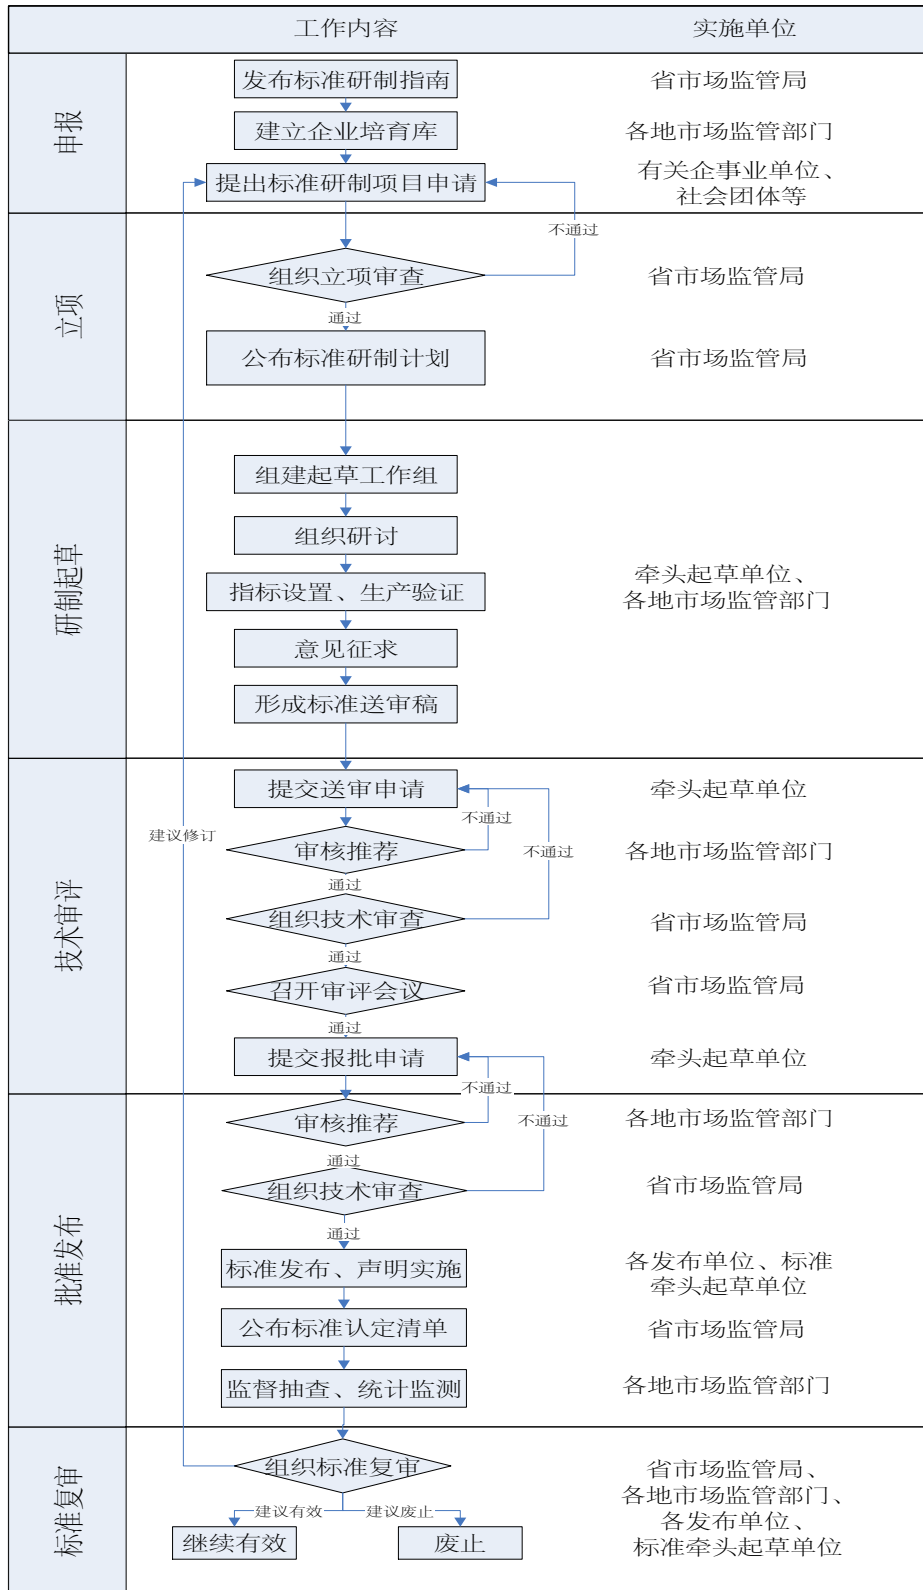 工作内容
实施单位
申报
发布标准研制指南
省市场监管局
建立企业培育库
各地市场监管部门
提出标准研制项目申请
有关企事业单位、
社会团体等
不通过
立项
组织立项审查
省市场监管局
通过
公布标准研制计划
省市场监管局
研制起草
组建起草工作组
组织研讨
指标设置、生产验证
牵头起草单位、
各地市场监管部门
意见征求
形成标准送审稿
技术审评
提交送审申请
牵头起草单位
不通过
建议修订
审核推荐
不通过
各地市场监管部门
通过
组织技术审查
省市场监管局
通过
召开审评会议
省市场监管局
通过
提交报批申请
牵头起草单位
不通过
批准发布
审核推荐
不通过
各地市场监管部门
通过
组织技术审查
省市场监管局
通过
标准发布、声明实施
各发布单位、标准
牵头起草单位
公布标准认定清单
省市场监管局
监督抽查、统计监测
各地市场监管部门
标准复审
组织标准复审
省市场监管局、
各地市场监管部门、
各发布单位、
标准牵头起草单位
建议有效
建议废止
继续有效
废止